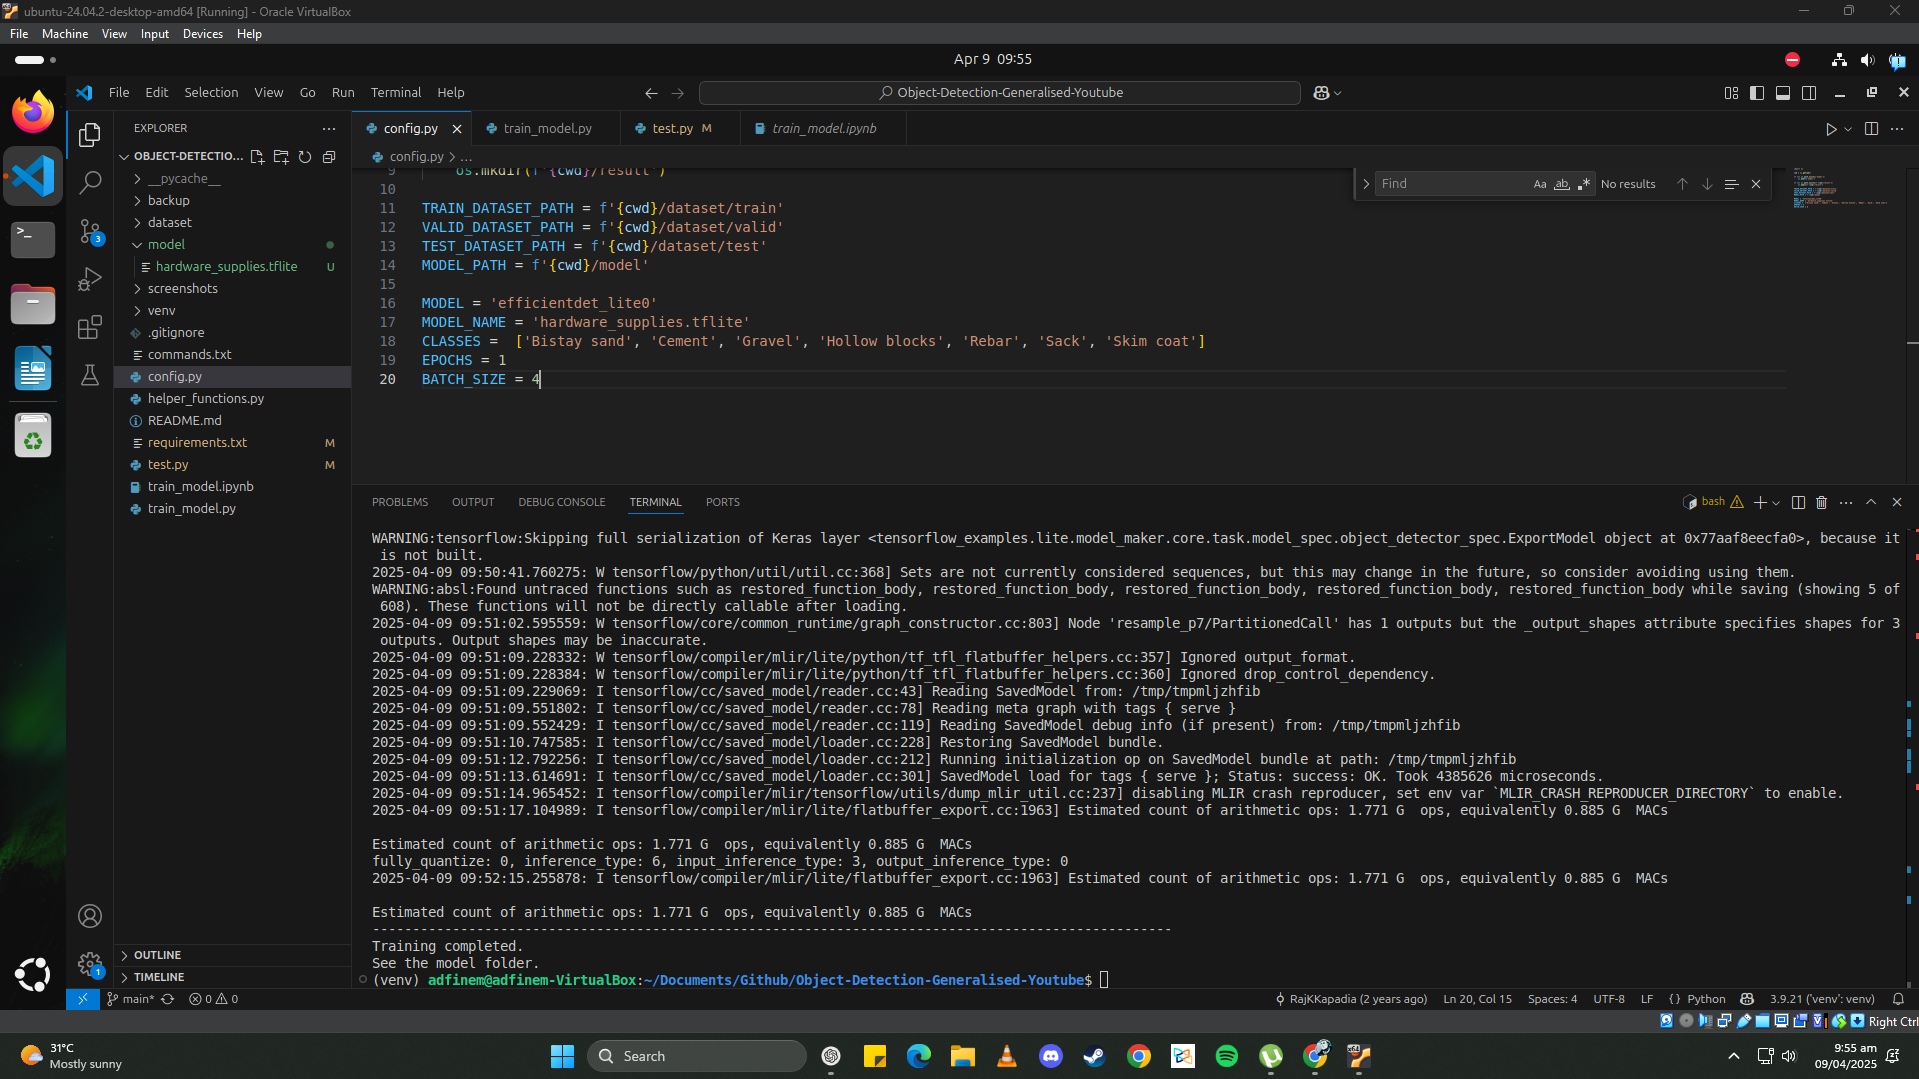 ubuntu-24.04.2-desktop-amd64 [Running] - Oracle VirtualBox
File Machine View Input Devices Help
Apr 9 09:55
File Edit Selection View Go Run Terminal Help
Object-Detection-Generalised-Youtube
EXPLORER
config.py
train_model.py
test.py M
train_model.ipynb
OBJECT-DETECTIO...
config.py > ...
__pycache__
backup
dataset
model
hardware_supplies.tflite U
screenshots
venv
.gitignore
commands.txt
config.py
helper_functions.py
README.md
requirements.txt M
test.py M
train_model.ipynb
train_model.py
Find
Aa ab .* No results
9 os.mkdir(f'{cwd}/result')
10
11 TRAIN_DATASET_PATH = f'{cwd}/dataset/train'
12 VALID_DATASET_PATH = f'{cwd}/dataset/valid'
13 TEST_DATASET_PATH = f'{cwd}/dataset/test'
14 MODEL_PATH = f'{cwd}/model'
15
16 MODEL = 'efficientdet_lite0'
17 MODEL_NAME = 'hardware_supplies.tflite'
18 CLASSES =  ['Bistay sand', 'Cement', 'Gravel', 'Hollow blocks', 'Rebar', 'Sack', 'Skim coat']
19 EPOCHS = 1
20 BATCH_SIZE = 4
PROBLEMS OUTPUT DEBUG CONSOLE TERMINAL PORTS
bash
WARNING:tensorflow:Skipping full serialization of Keras layer <tensorflow_examples.lite.model_maker.core.task.model_spec.object_detector_spec.ExportModel object at 0x77aaf8eecfa0>, because it
is not built.
2025-04-09 09:50:41.760275: W tensorflow/python/util/util.cc:368] Sets are not currently considered sequences, but this may change in the future, so consider avoiding using them.
WARNING:absl:Found untraced functions such as restored_function_body, restored_function_body, restored_function_body, restored_function_body, restored_function_body while saving (showing 5 of
608). These functions will not be directly callable after loading.
2025-04-09 09:51:02.595559: W tensorflow/core/common_runtime/graph_constructor.cc:803] Node 'resample_p7/PartitionedCall' has 1 outputs but the _output_shapes attribute specifies shapes for 3
outputs. Output shapes may be inaccurate.
2025-04-09 09:51:09.228332: W tensorflow/compiler/mlir/lite/python/tf_tfl_flatbuffer_helpers.cc:357] Ignored output_format.
2025-04-09 09:51:09.228384: W tensorflow/compiler/mlir/lite/python/tf_tfl_flatbuffer_helpers.cc:360] Ignored drop_control_dependency.
2025-04-09 09:51:09.229069: I tensorflow/cc/saved_model/reader.cc:43] Reading SavedModel from: /tmp/tmpmljzhfib
2025-04-09 09:51:09.551802: I tensorflow/cc/saved_model/reader.cc:78] Reading meta graph with tags { serve }
2025-04-09 09:51:09.552429: I tensorflow/cc/saved_model/reader.cc:119] Reading SavedModel debug info (if present) from: /tmp/tmpmljzhfib
2025-04-09 09:51:10.747585: I tensorflow/cc/saved_model/loader.cc:228] Restoring SavedModel bundle.
2025-04-09 09:51:12.792256: I tensorflow/cc/saved_model/loader.cc:212] Running initialization op on SavedModel bundle at path: /tmp/tmpmljzhfib
2025-04-09 09:51:13.614691: I tensorflow/cc/saved_model/loader.cc:301] SavedModel load for tags { serve }; Status: success: OK. Took 4385626 microseconds.
2025-04-09 09:51:14.965452: I tensorflow/compiler/mlir/tensorflow/utils/dump_mlir_util.cc:237] disabling MLIR crash reproducer, set env var `MLIR_CRASH_REPRODUCER_DIRECTORY` to enable.
2025-04-09 09:51:17.104989: I tensorflow/compiler/mlir/lite/flatbuffer_export.cc:1963] Estimated count of arithmetic ops: 1.771 G  ops, equivalently 0.885 G  MACs
Estimated count of arithmetic ops: 1.771 G  ops, equivalently 0.885 G  MACs
fully_quantize: 0, inference_type: 6, input_inference_type: 3, output_inference_type: 0
2025-04-09 09:52:15.255878: I tensorflow/compiler/mlir/lite/flatbuffer_export.cc:1963] Estimated count of arithmetic ops: 1.771 G  ops, equivalently 0.885 G  MACs
Estimated count of arithmetic ops: 1.771 G  ops, equivalently 0.885 G  MACs
----------------------------------------------------------------------------------------------------
Training completed.
See the model folder.
(venv) adfinem@adfinem-VirtualBox:~/Documents/Github/Object-Detection-Generalised-Youtube$
OUTLINE
TIMELINE
3
1
main* 0 0
RajKKapadia (2 years ago) Ln 20, Col 15 Spaces: 4 UTF-8 LF {} Python 3.9.21 ('venv': venv)
Right Ctrl
31°C
Mostly sunny
Search
9:55 am
09/04/2025